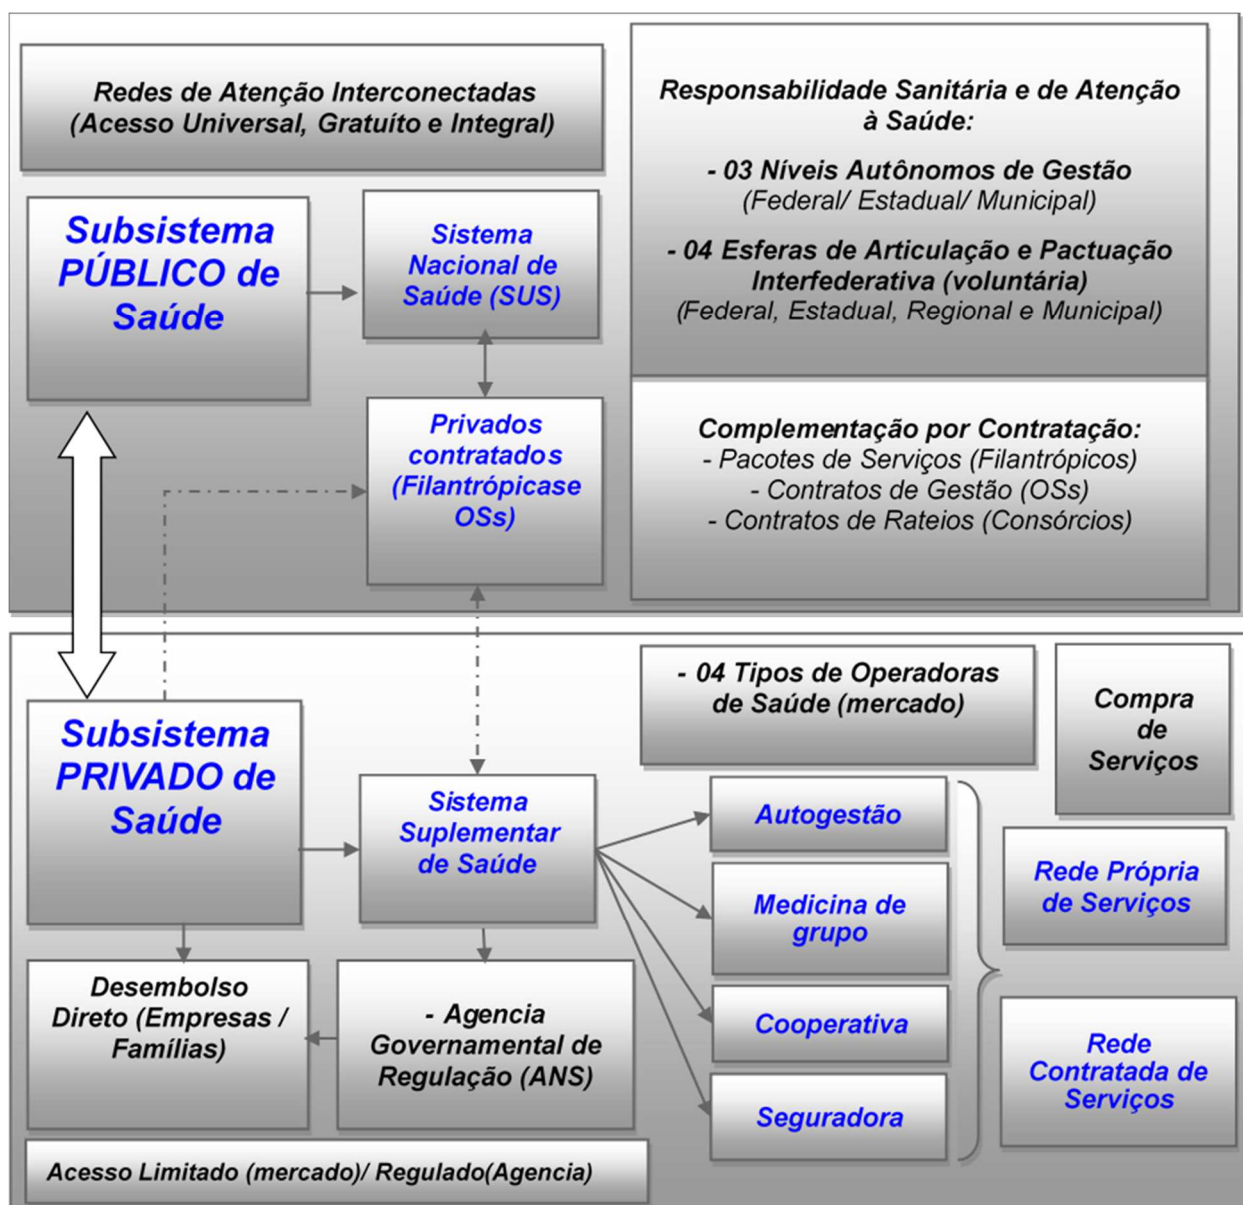 Redes de Atenção Interconectadas
(Acesso Universal, Gratuíto e Integral)
Responsabilidade Sanitária e de Atenção
à Saúde:
- 03 Níveis Autônomos de Gestão
(Federal/ Estadual/ Municipal)
- 04 Esferas de Articulação e Pactuação
Interfederativa (voluntária)
(Federal, Estadual, Regional e Municipal)
Subsistema
PÚBLICO de
Saúde
Sistema
Nacional de
Saúde (SUS)
Privados
contratados
(Filantrópicase
OSs)
Complementação por Contratação:
- Pacotes de Serviços (Filantrópicos)
- Contratos de Gestão (OSs)
- Contratos de Rateios (Consórcios)
Subsistema
PRIVADO de
Saúde
Sistema
Suplementar
de Saúde
- 04 Tipos de Operadoras
de Saúde (mercado)
Compra
de
Serviços
Autogestão
Medicina de
grupo
Cooperativa
Seguradora
Rede Própria
de Serviços
Rede
Contratada de
Serviços
Desembolso
Direto (Empresas /
Famílias)
- Agencia
Governamental de
Regulação (ANS)
Acesso Limitado (mercado)/ Regulado(Agencia)